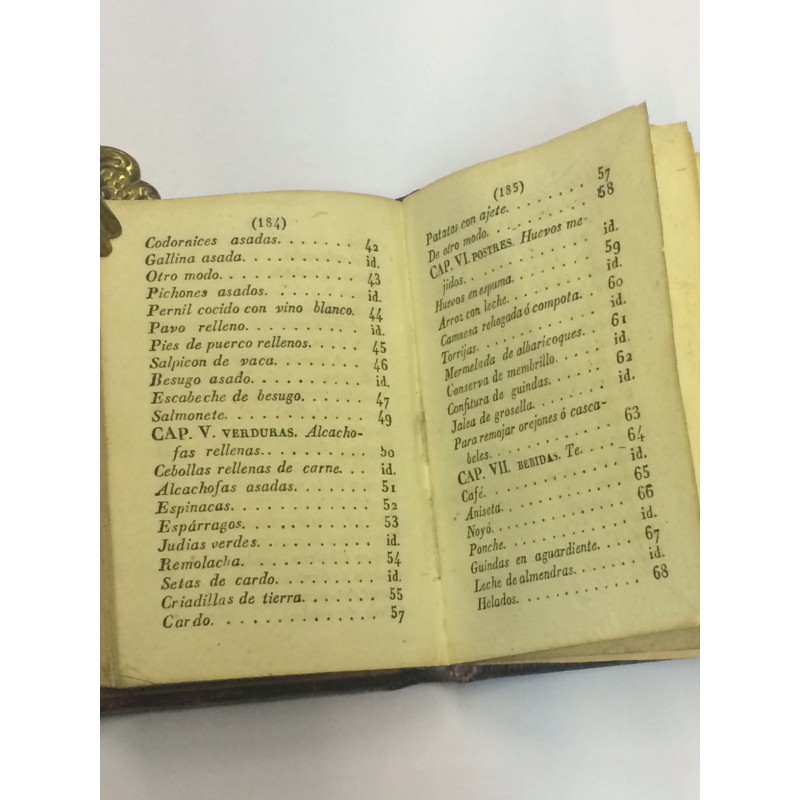 (184)
Codornices asadas. . . . . . . 42
Gallina asada. . . . . . . . . . id.
Otro modo. . . . . . . . . . . . 43
Pichones asados. . . . . . . . id.
Pernil cocido con vino blanco. 44
Pavo relleno. . . . . . . . . . id.
Pies de puerco rellenos. . . . . 45
Salpicon de vaca. . . . . . . . 46
Besugo asado. . . . . . . . . . id.
Escabeche de besugo. . . . . . 47
Salmonete. . . . . . . . . . . . 49
CAP. V. VERDURAS. Alcacho-
fas rellenas. . . . . . . . . . 50
Cebollas rellenas de carne. . . id.
Alcachofas asadas. . . . . . . 51
Espinacas. . . . . . . . . . . . 52
Espárragos. . . . . . . . . . . 53
Judias verdes. . . . . . . . . . id.
Remolacha. . . . . . . . . . . 54
Setas de cardo. . . . . . . . . id.
Criadillas de tierra. . . . . . . 55
Cardo. . . . . . . . . . . . . . 57
(185)
Patatas con ajete. . . . . . . . 57
De otro modo. . . . . . . . . . 58
CAP. VI. POSTRES. Huevos me-
jidos. . . . . . . . . . . . . . id.
Huevos en espuma. . . . . . . . 59
Arroz con leche. . . . . . . . . id.
Camuesa rehogada ó compota. . 60
Torrijas. . . . . . . . . . . . . id.
Mermelada de albaricoques. . . 61
Conserva de membrillo. . . . . id.
Confitura de guindas. . . . . . 62
Jalea de grosella. . . . . . . . id.
Para remojar orejones ó casca-
beles. . . . . . . . . . . . . . 63
CAP. VII. BEBIDAS. Te. . . . . 64
Café. . . . . . . . . . . . . . id.
Aniseta. . . . . . . . . . . . . 65
Noyó. . . . . . . . . . . . . . 66
Ponche. . . . . . . . . . . . . id.
Guindas en aguardiente. . . . . 67
Leche de almendras. . . . . . . id.
Helados. . . . . . . . . . . . . 68